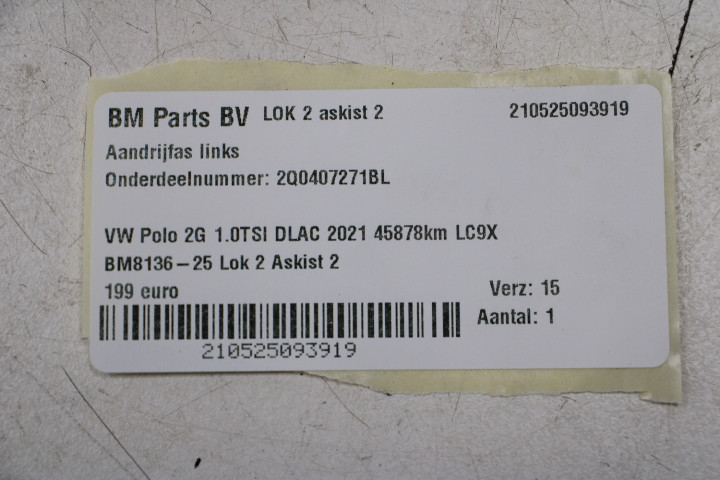 BM Parts BV LOK 2 askist 2 210525093919
Aandrijfas links
Onderdeelnummer: 2Q0407271BL
VW Polo 2G 1.0TSI DLAC 2021 45878km LC9X
BM8136-25 Lok 2 Askist 2
199 euro Verz: 15
Aantal: 1
210525093919